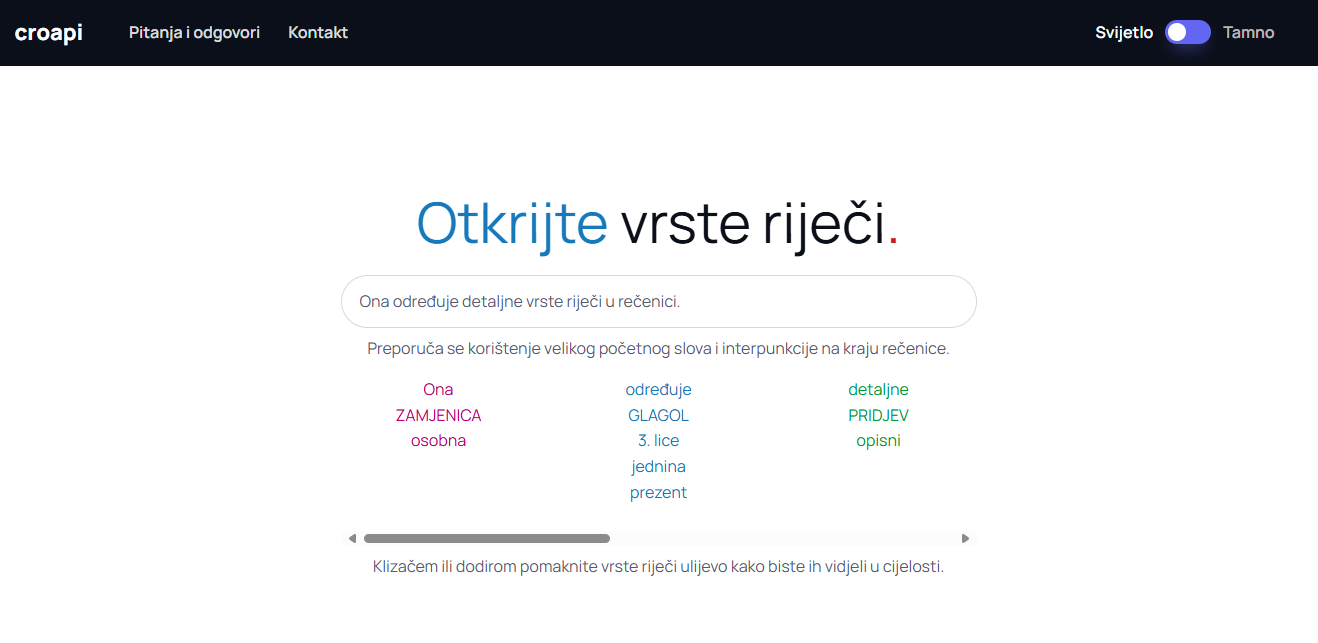 croapi Pitanja i odgovori Kontakt Svijetlo Tamno
Otkrijte vrste riječi.
Ona određuje detaljne vrste riječi u rečenici.
Preporuča se korištenje velikog početnog slova i interpunkcije na kraju rečenice.
Ona određuje detaljne
ZAMJENICA GLAGOL PRIDJEV
osobna 3. lice opisni
jednina
prezent
Klizačem ili dodirom pomaknite vrste riječi ulijevo kako biste ih vidjeli u cijelosti.